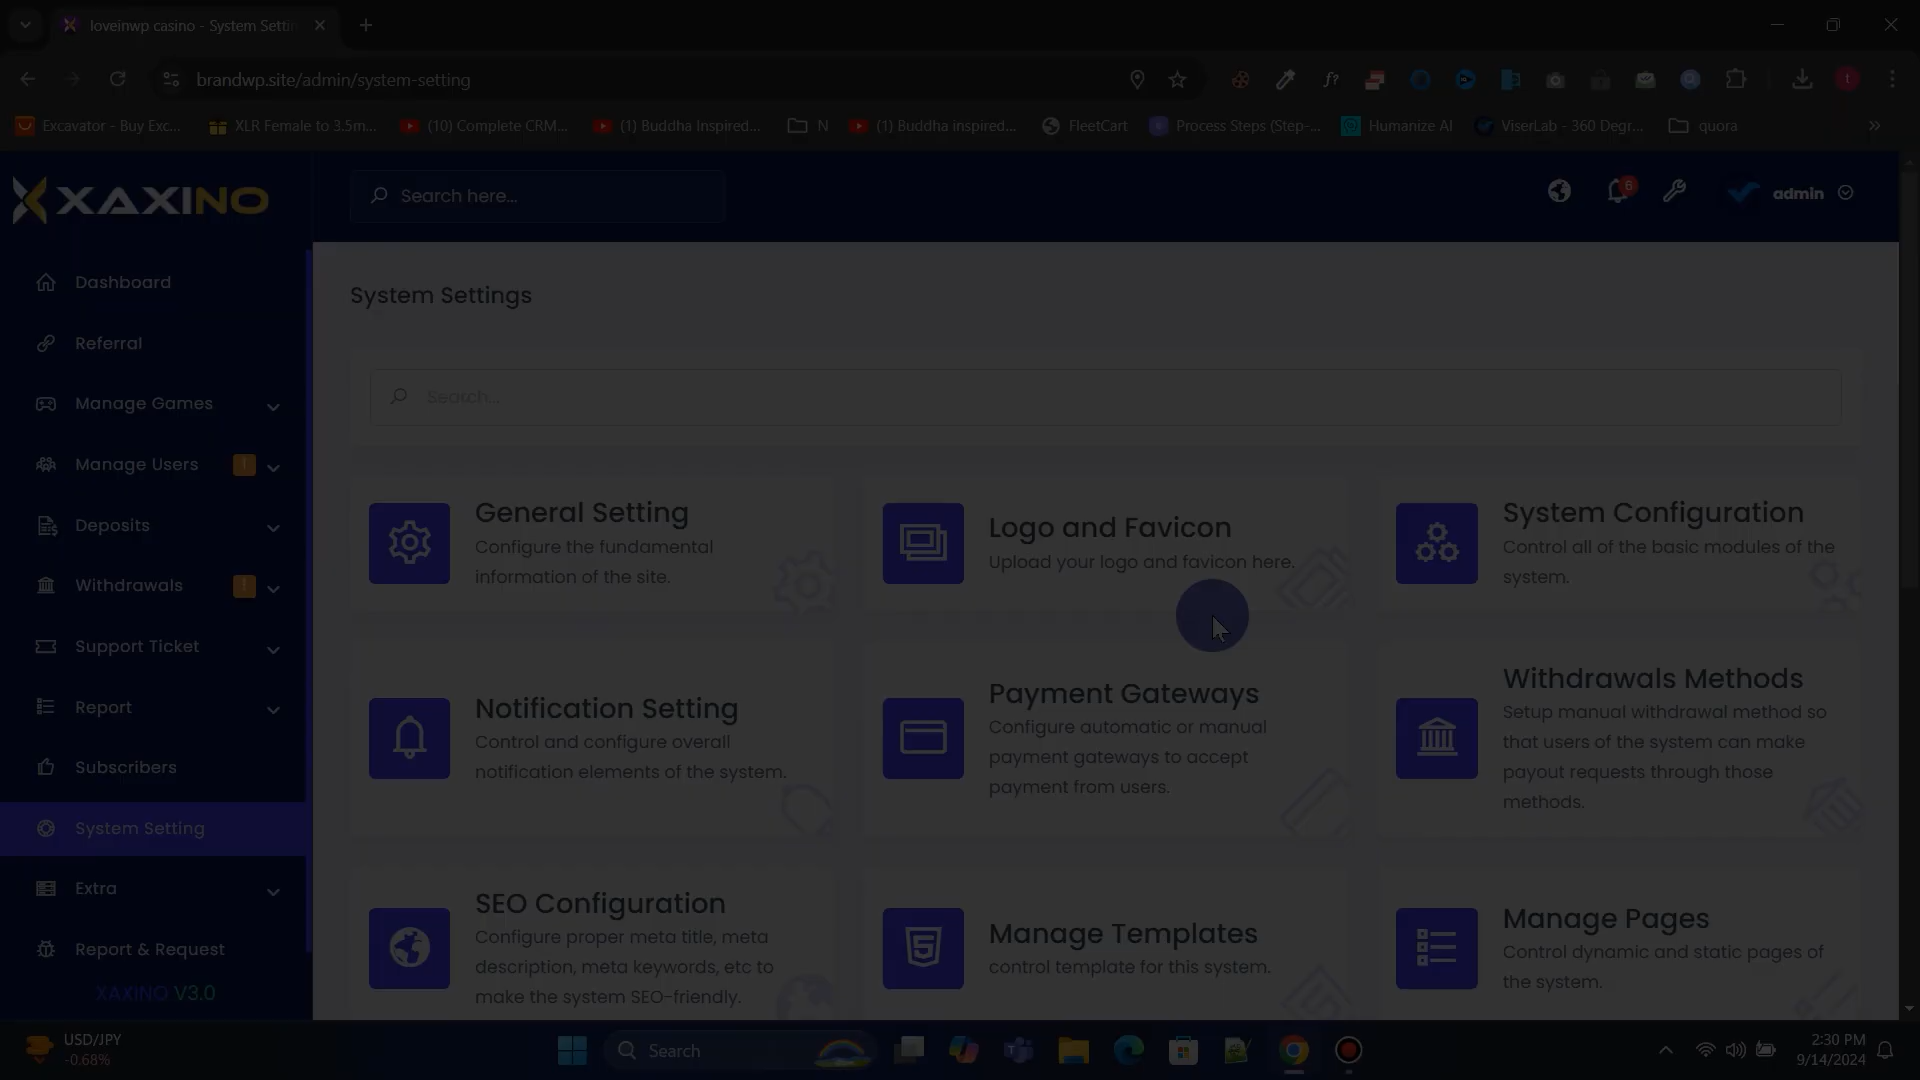 loveinwp casino - System Settin
brandwp.site/admin/system-setting
f?
t
Excavator - Buy Exc...
XLR Female to 3.5m...
(10) Complete CRM...
(1) Buddha Inspired...
N
(1) Buddha inspired...
FleetCart
Process Steps (Step-...
Humanize AI
ViserLab - 360 Degr...
quora
XAXINO
Search here...
6
admin
Dashboard
Referral
Manage Games
Manage Users
!
Deposits
Withdrawals
!
Support Ticket
Report
Subscribers
System Setting
Extra
Report & Request
XAXINO V3.0
System Settings
Search...
General Setting
Configure the fundamental
information of the site.
Logo and Favicon
Upload your logo and favicon here.
System Configuration
Control all of the basic modules of the
system.
Notification Setting
Control and configure overall
notification elements of the system.
Payment Gateways
Configure automatic or manual
payment gateways to accept
payment from users.
Withdrawals Methods
Setup manual withdrawal method so
that users of the system can make
payout requests through those
methods.
SEO Configuration
Configure proper meta title, meta
description, meta keywords, etc to
make the system SEO-friendly.
Manage Templates
control template for this system.
Manage Pages
Control dynamic and static pages of
the system.
USD/JPY
-0.68%
Search
2:30 PM
9/14/2024